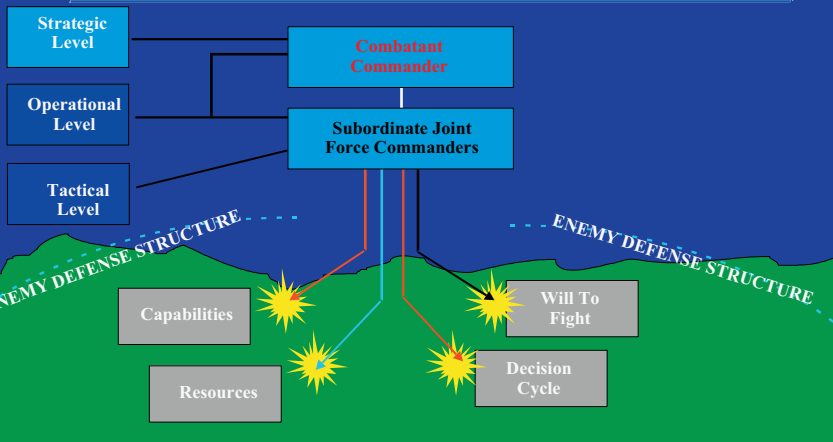 Strategic
Level
Combatant
Commander
Operational
Level
Subordinate Joint
Force Commanders
Tactical
Level
ENEMY DEFENSE STRUCTURE
ENEMY DEFENSE STRUCTURE
Capabilities
Will To
Fight
Resources
Decision
Cycle